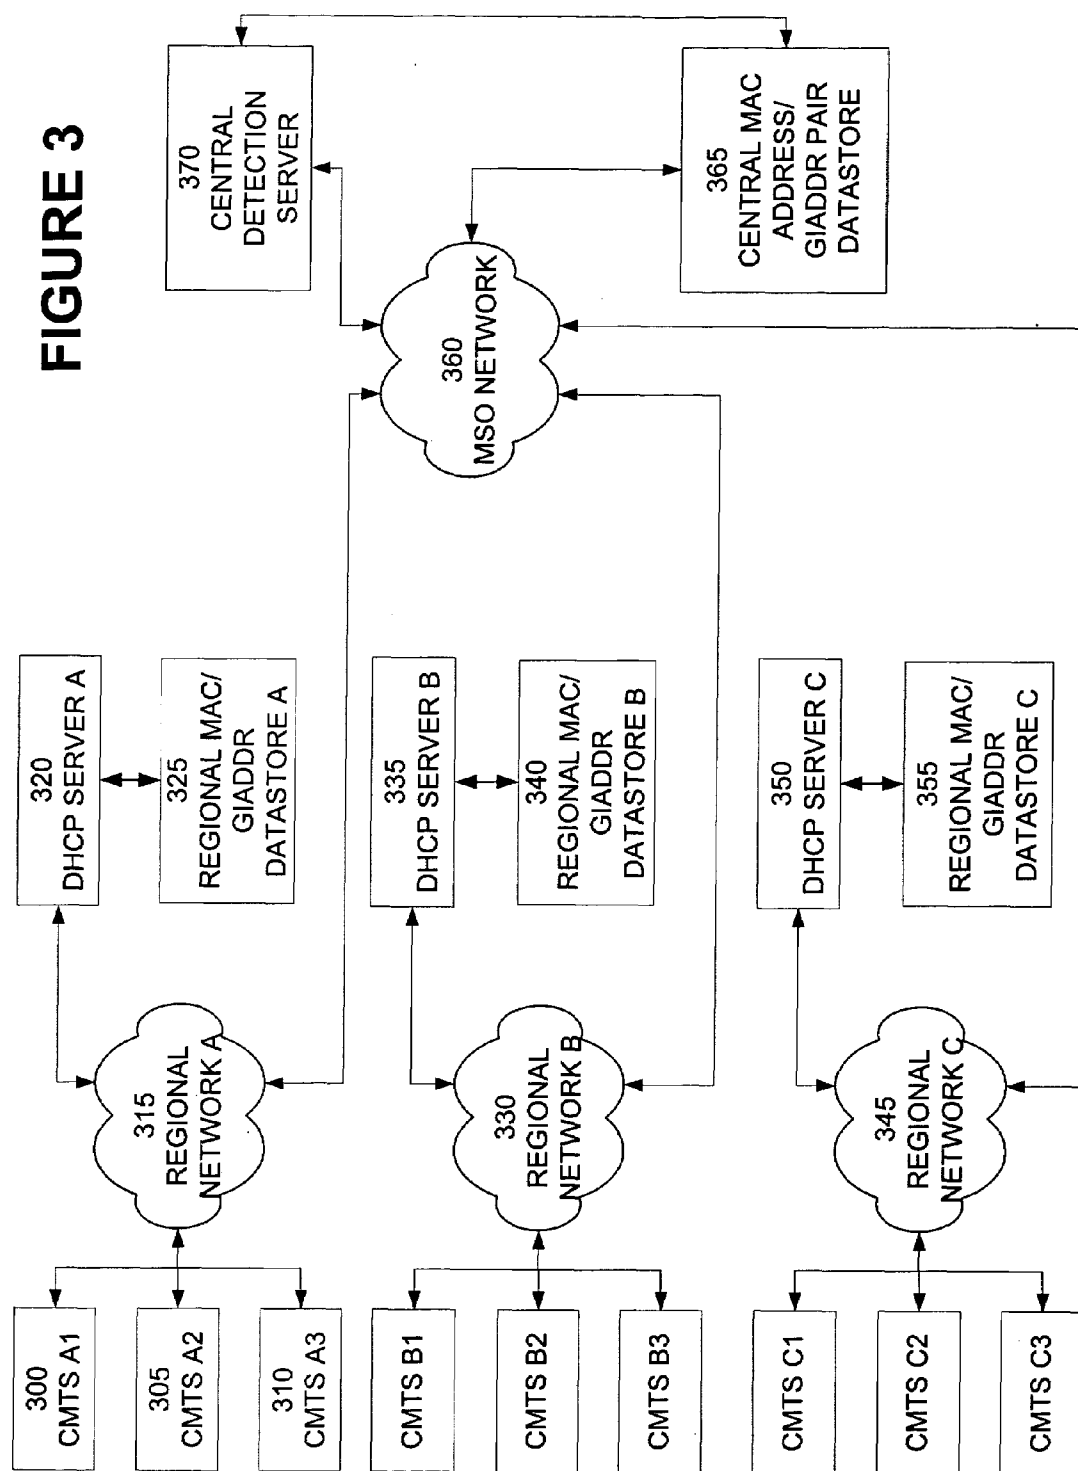 FIGURE 3
300
CMTS A1
305
CMTS A2
310
CMTS A3
315
REGIONAL
NETWORK A
320
DHCP SERVER A
325
REGIONAL MAC/
GIADDR
DATASTORE A
CMTS B1
CMTS B2
CMTS B3
330
REGIONAL
NETWORK B
335
DHCP SERVER B
340
REGIONAL MAC/
GIADDR
DATASTORE B
CMTS C1
CMTS C2
CMTS C3
345
REGIONAL
NETWORK C
350
DHCP SERVER C
355
REGIONAL MAC/
GIADDR
DATASTORE C
360
MSO NETWORK
370
CENTRAL
DETECTION
SERVER
365
CENTRAL MAC
ADDRESS/
GIADDR PAIR
DATASTORE